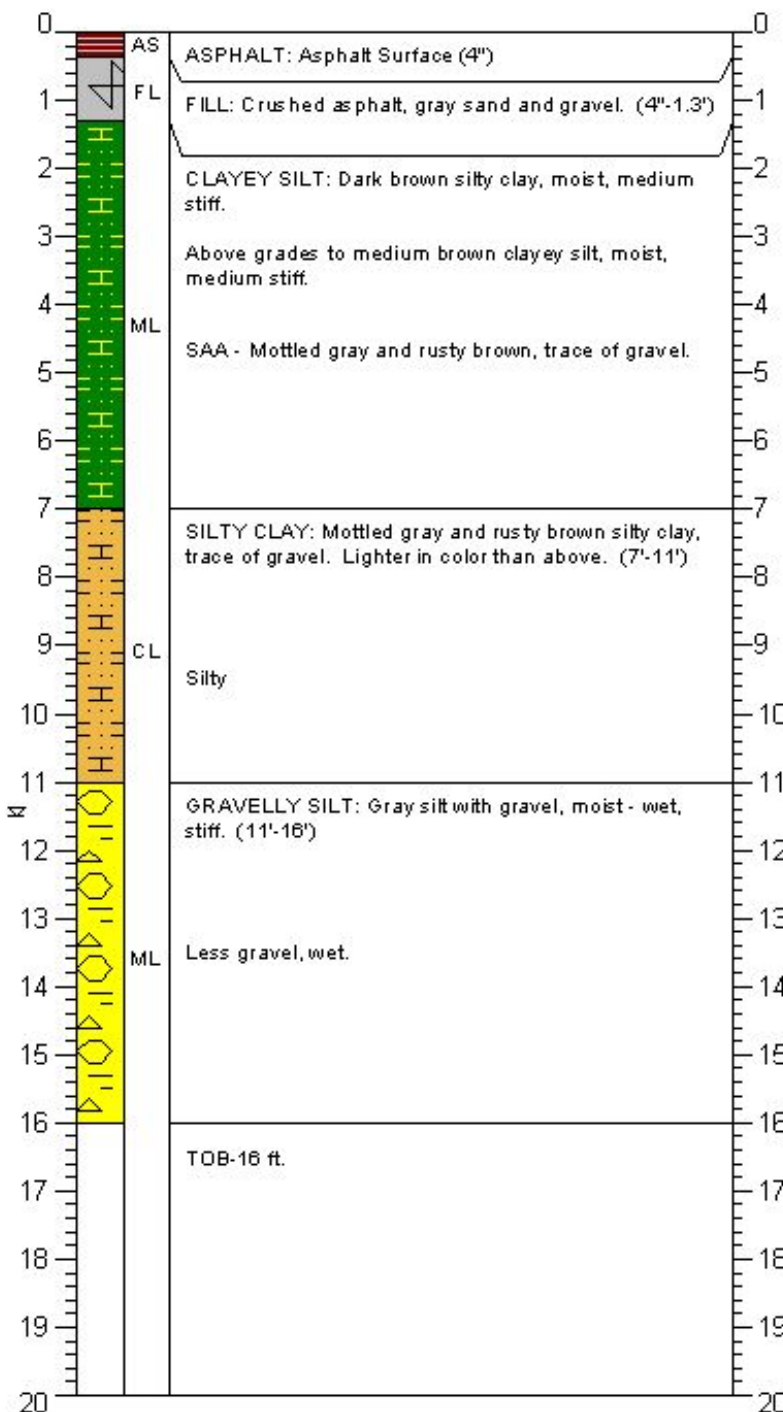 0 0
AS
ASPHALT: Asphalt Surface (4")
FL
1 1
FILL: Crushed asphalt, gray sand and gravel. (4"-1.3')
2 2
CLAYEY SILT: Dark brown silty clay, moist, medium
stiff.
3 3
Above grades to medium brown clayey silt, moist,
medium stiff.
4 4
ML
SAA - Mottled gray and rusty brown, trace of gravel.
5 5
6 6
7 7
SILTY CLAY: Mottled gray and rusty brown silty clay,
trace of gravel. Lighter in color than above. (7'-11')
8 8
9 9
CL
Silty
10 10
11 11
GRAVELLY SILT: Gray silt with gravel, moist - wet,
stiff. (11'-16')
12 12
13 13
Less gravel, wet.
ML
14 14
15 15
16 16
TOB-16 ft.
17 17
18 18
19 19
20 20